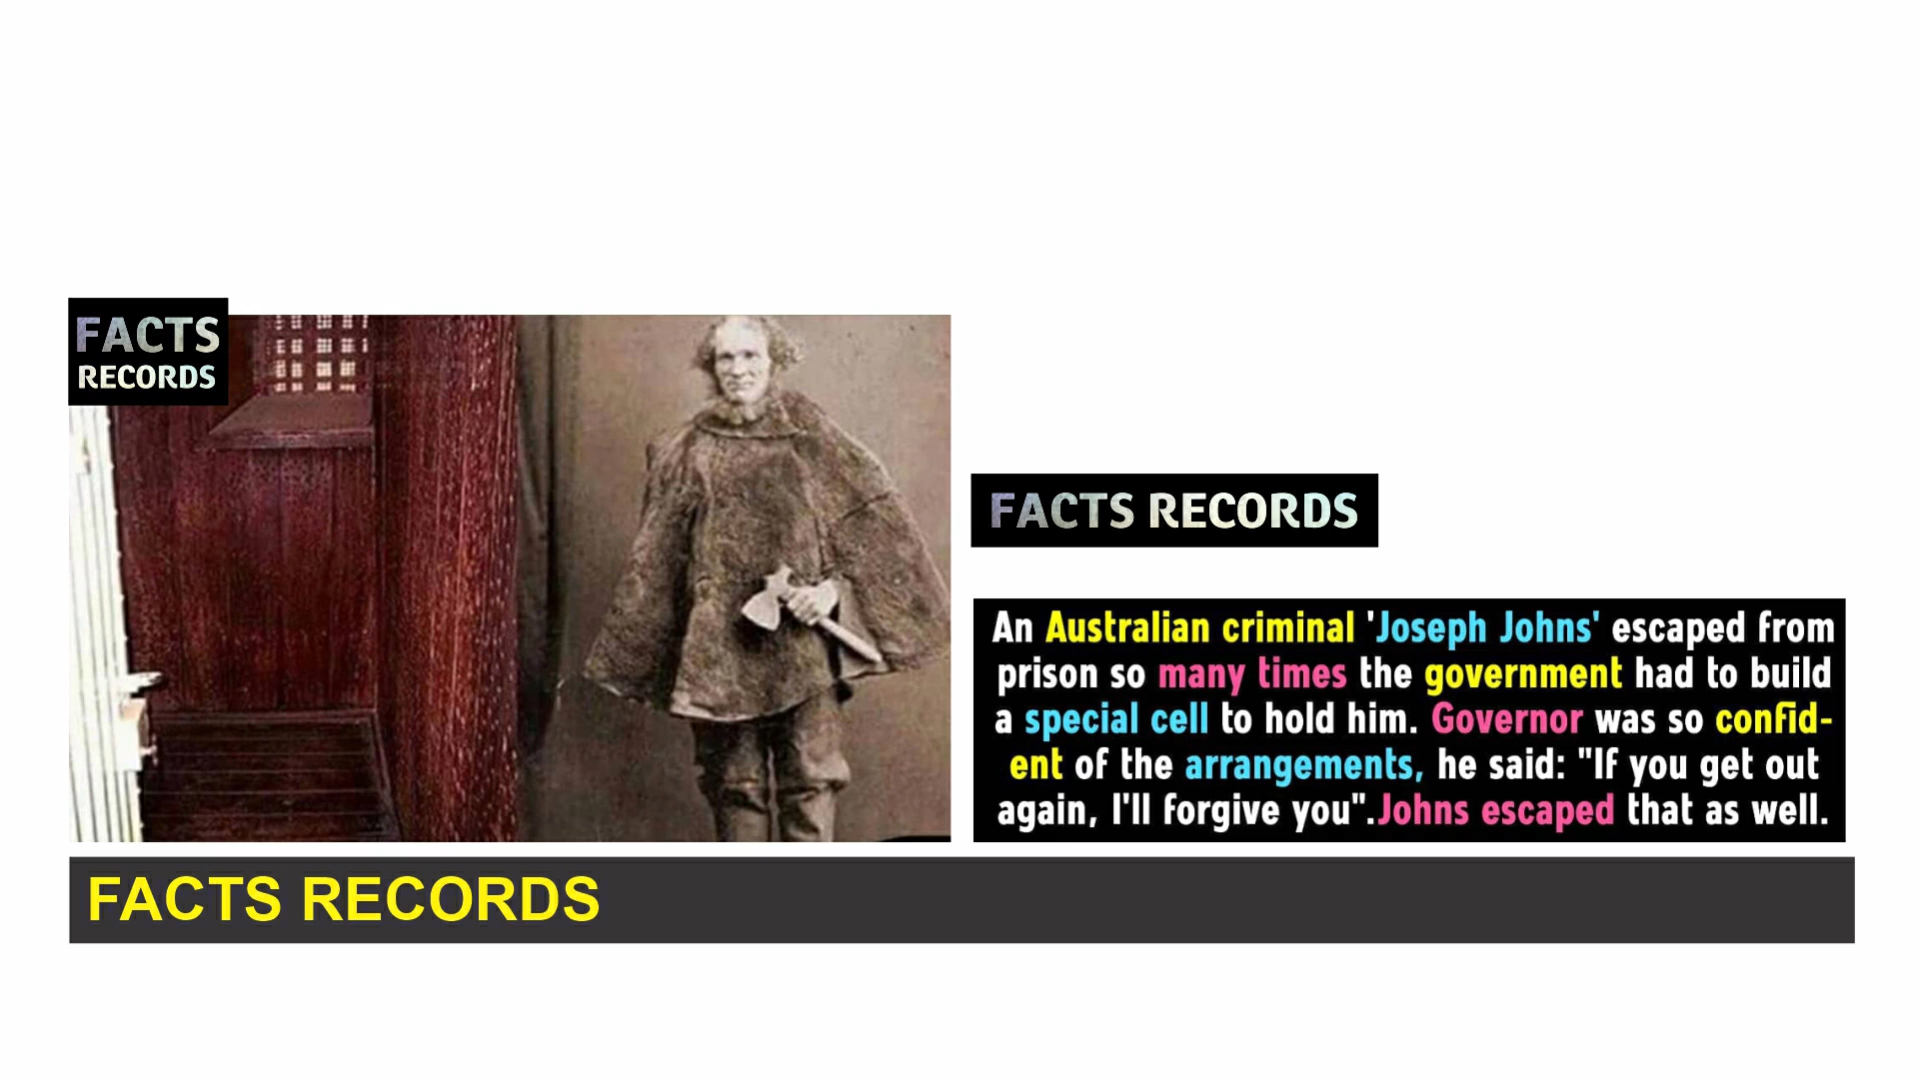 FACTS
RECORDS
FACTS RECORDS
An Australian criminal 'Joseph Johns' escaped from
prison so many times the government had to build
a special cell to hold him. Governor was so confid-
ent of the arrangements, he said: "If you get out
again, I'll forgive you".Johns escaped that as well.
FACTS RECORDS